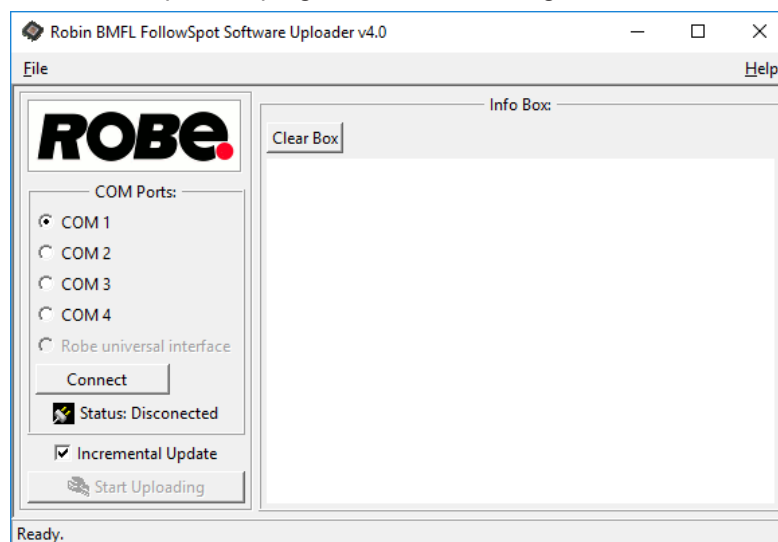 Robin BMFL FollowSpot Software Uploader v4.0
File
Help
ROBE.
COM Ports:
COM 1
COM 2
COM 3
COM 4
Robe universal interface
Connect
Status: Disconected
Incremental Update
Start Uploading
Info Box:
Clear Box
Ready.